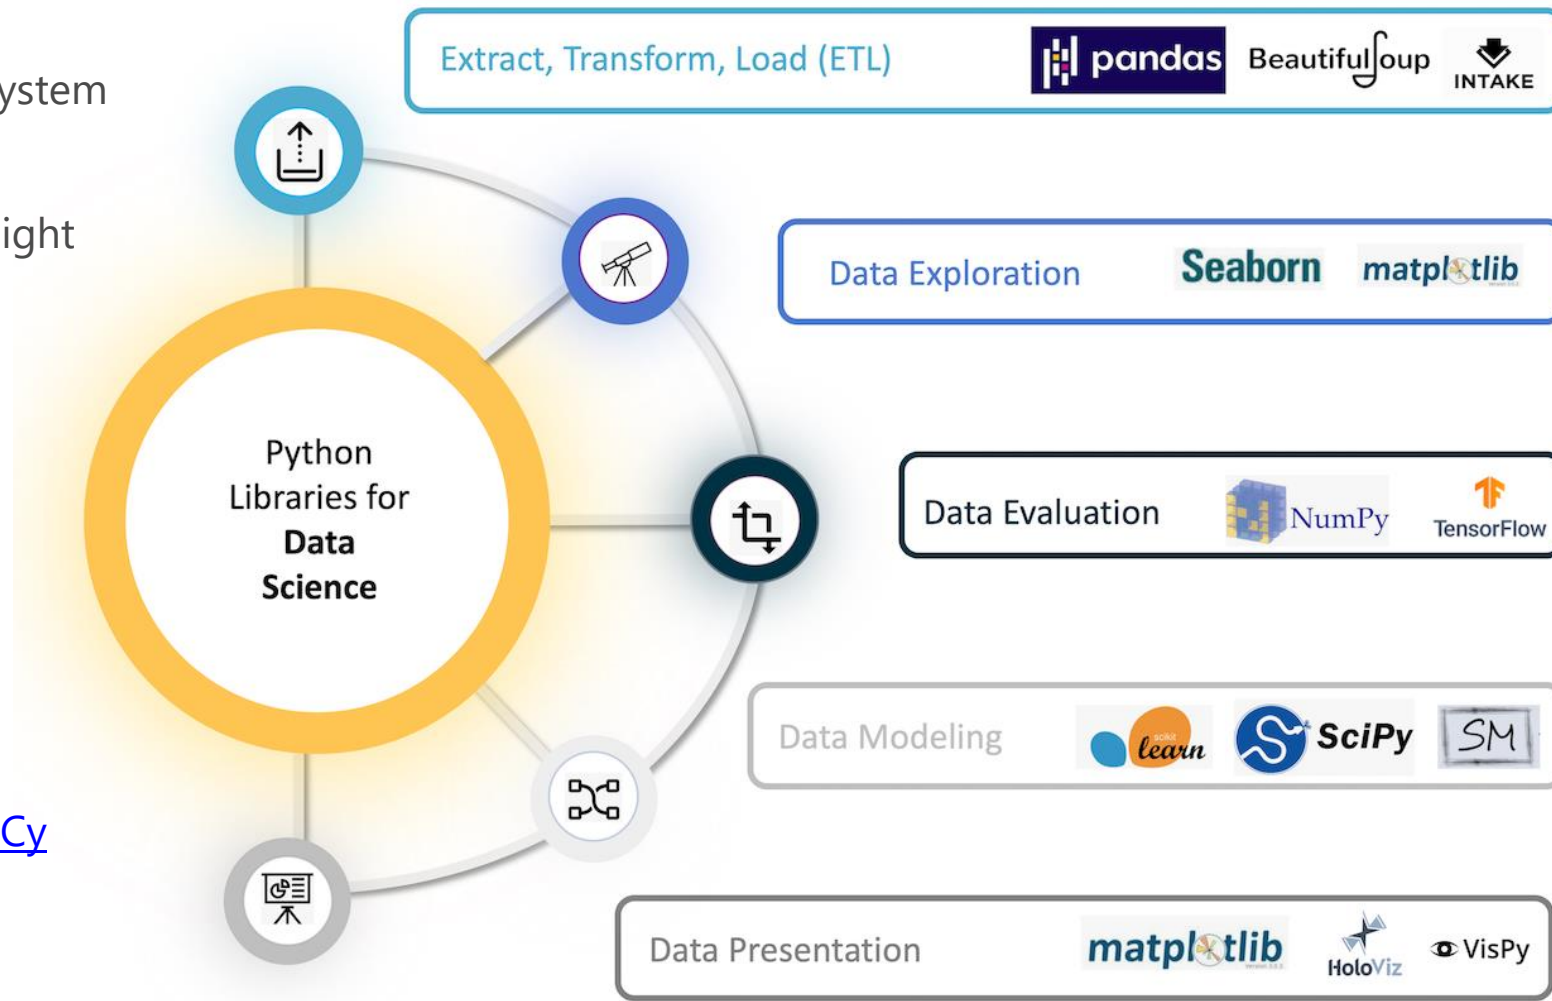 ystem
ight
Cy
Python
Libraries for
Data
Science
Extract, Transform, Load (ETL)
pandas
BeautifulSoup
INTAKE
Data Exploration
Seaborn
matplotlib
Data Evaluation
NumPy
TensorFlow
Data Modeling
scikit
learn
SciPy
SM
Data Presentation
matplotlib
HoloViz
VisPy